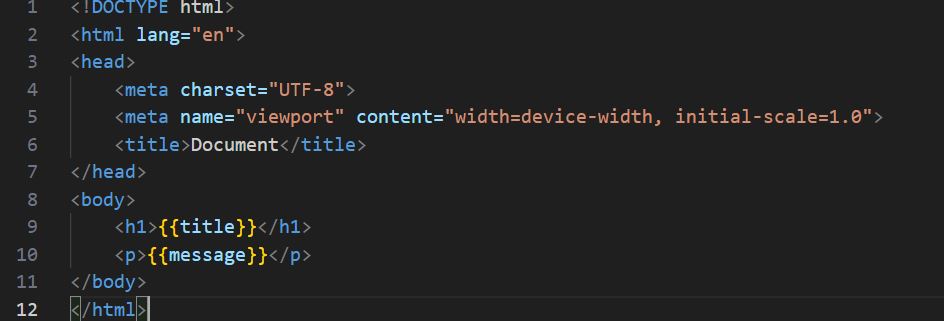 1 <!DOCTYPE html>
2 <html lang="en">
3 <head>
4     <meta charset="UTF-8">
5     <meta name="viewport" content="width=device-width, initial-scale=1.0">
6     <title>Document</title>
7 </head>
8 <body>
9     <h1>{{title}}</h1>
10     <p>{{message}}</p>
11 </body>
12 </html>